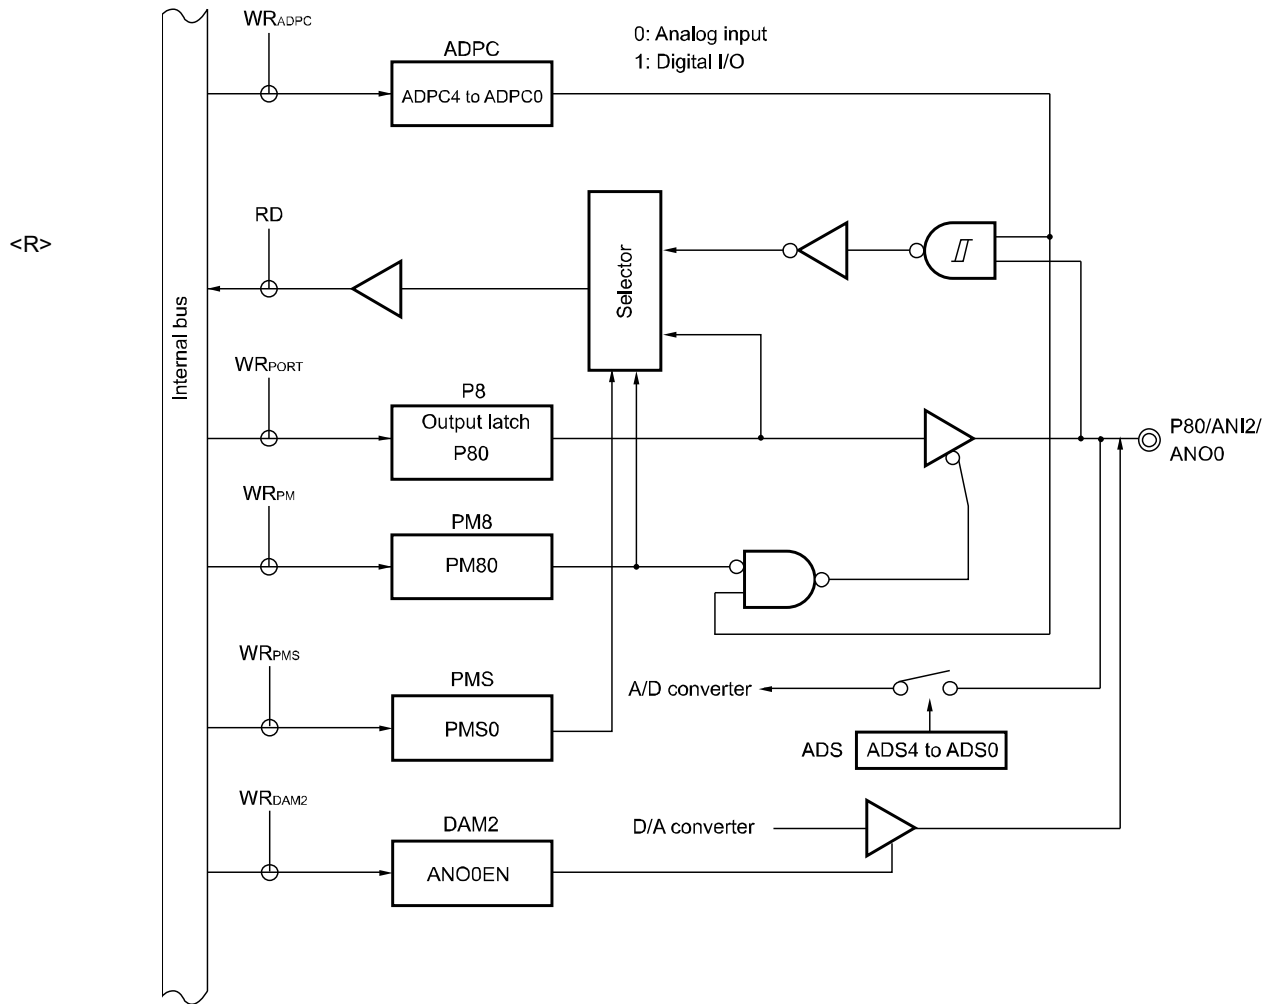 WRADPC
0: Analog input
1: Digital I/O
ADPC
ADPC4 to ADPC0
<R>
RD
Selector
Internal bus
WRPORT
P8
Output latch
P80
P80/ANI2/
ANO0
WRPM
PM8
PM80
WRPMS
PMS
PMS0
A/D converter
ADS
ADS4 to ADS0
WRDAM2
DAM2
ANO0EN
D/A converter